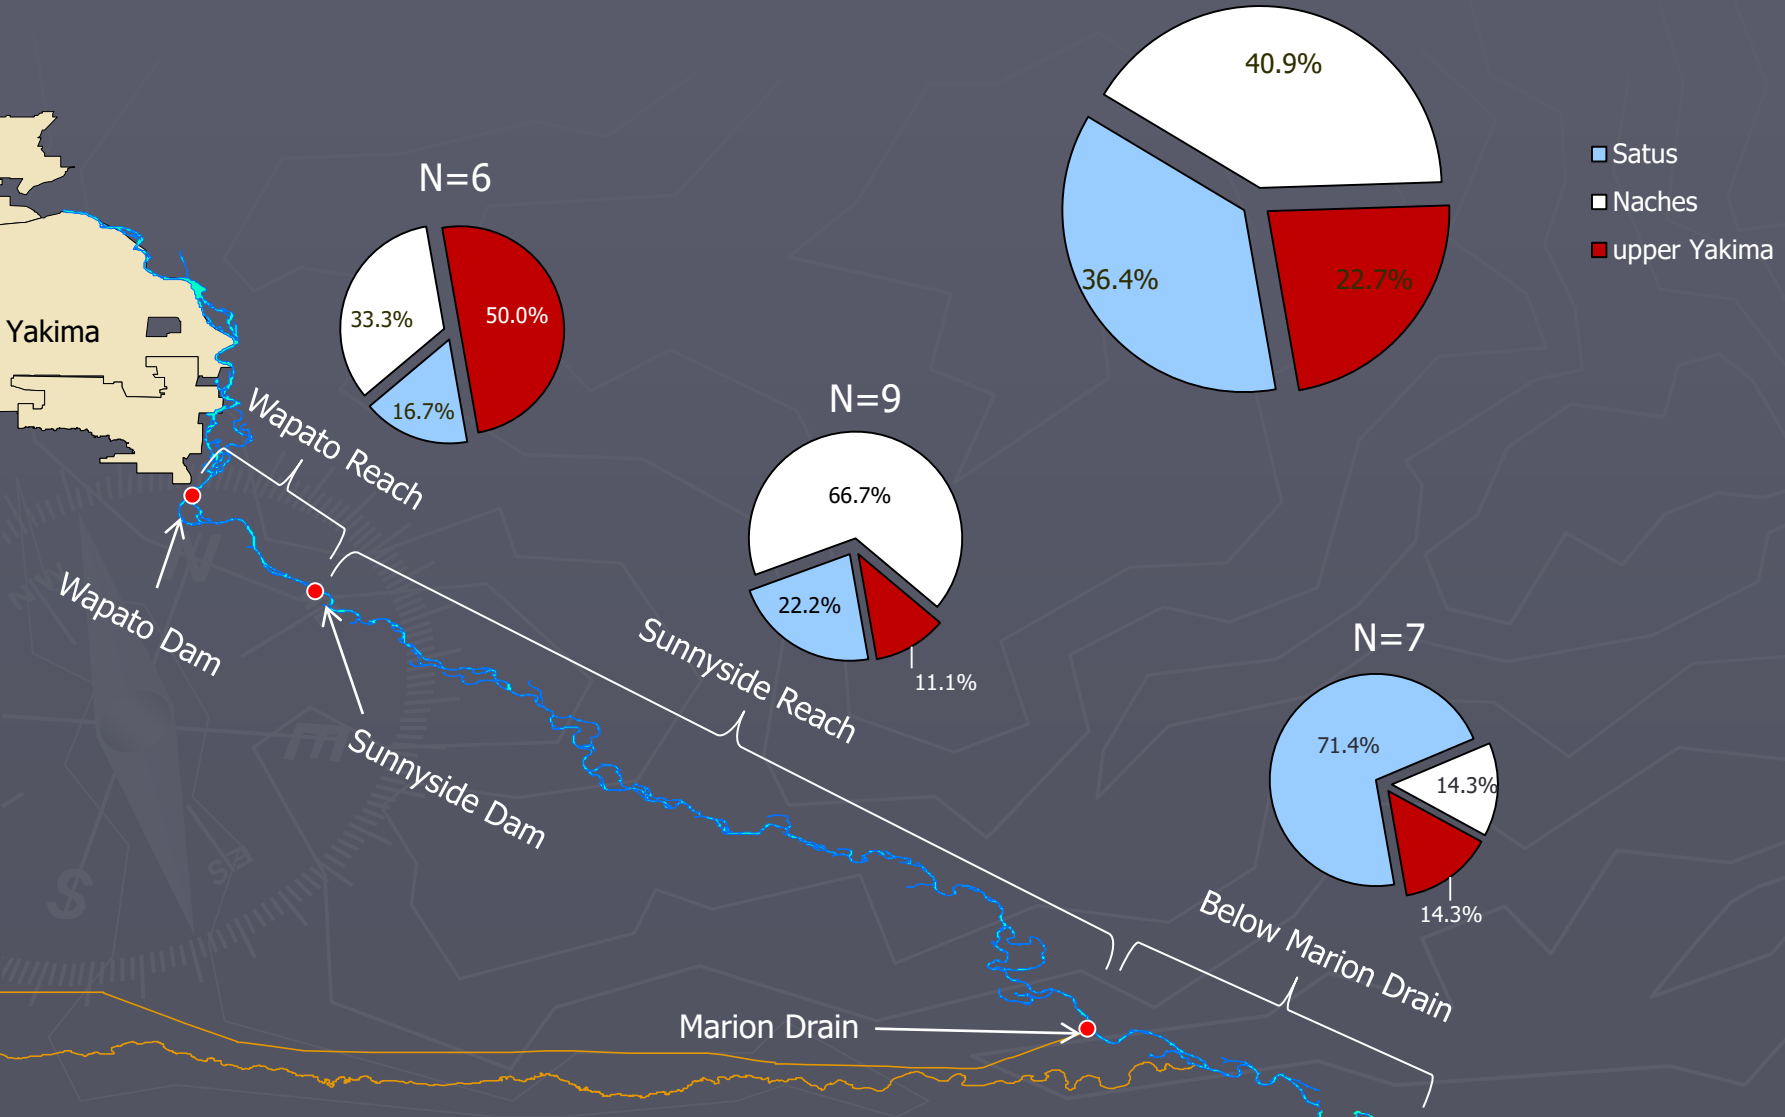 40.9%
36.4%
22.7%
Satus
Naches
upper Yakima
N=6
33.3%
50.0%
16.7%
Yakima
Wapato Reach
N=9
66.7%
22.2%
11.1%
Wapato Dam
Sunnyside Reach
N=7
71.4%
14.3%
14.3%
Sunnyside Dam
Below Marion Drain
Marion Drain
N
E
S